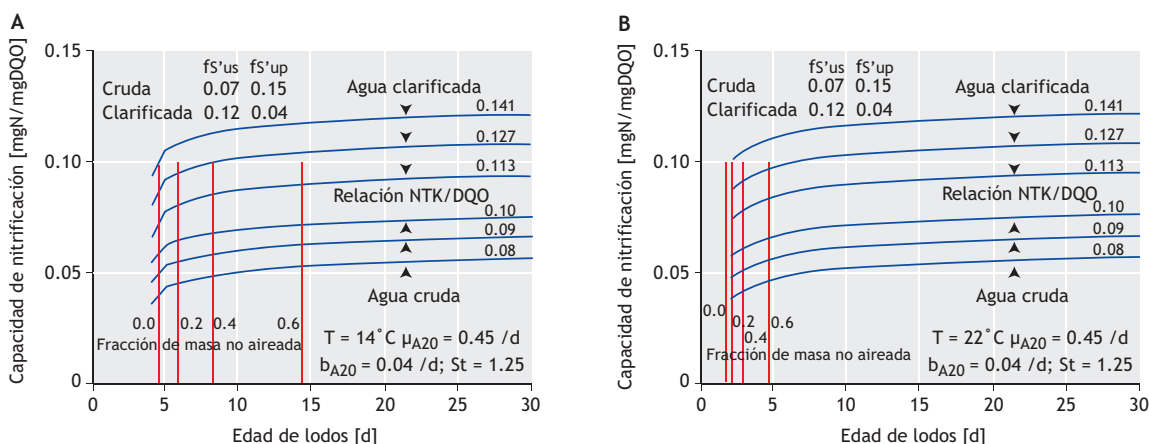 A
Capacidad de nitrificación [mgN/mgDQO]
0.15
0.10
0.05
0
fS'us fS'up
Cruda 0.07 0.15
Clarificada 0.12 0.04
Agua clarificada
0.141
0.127
0.113
Relación NTK/DQO
0.10
0.09
0.08
Agua cruda
0.0 0.2 0.4 0.6
Fracción de masa no aireada
T = 14˚C µA20 = 0.45 /d
bA20 = 0.04 /d; St = 1.25
0 5 10 15 20 25 30
Edad de lodos [d]
B
Capacidad de nitrificación [mgN/mgDQO]
0.15
0.10
0.05
0
fS'us fS'up
Cruda 0.07 0.15
Clarificada 0.12 0.04
Agua clarificada
0.141
0.127
0.113
Relación NTK/DQO
0.10
0.09
0.08
Agua cruda
0.0
0.2 0.6
0.4
Fracción de masa no aireada
T = 22˚C µA20 = 0.45 /d
bA20 = 0.04 /d; St = 1.25
0 5 10 15 20 25 30
Edad de lodos [d]